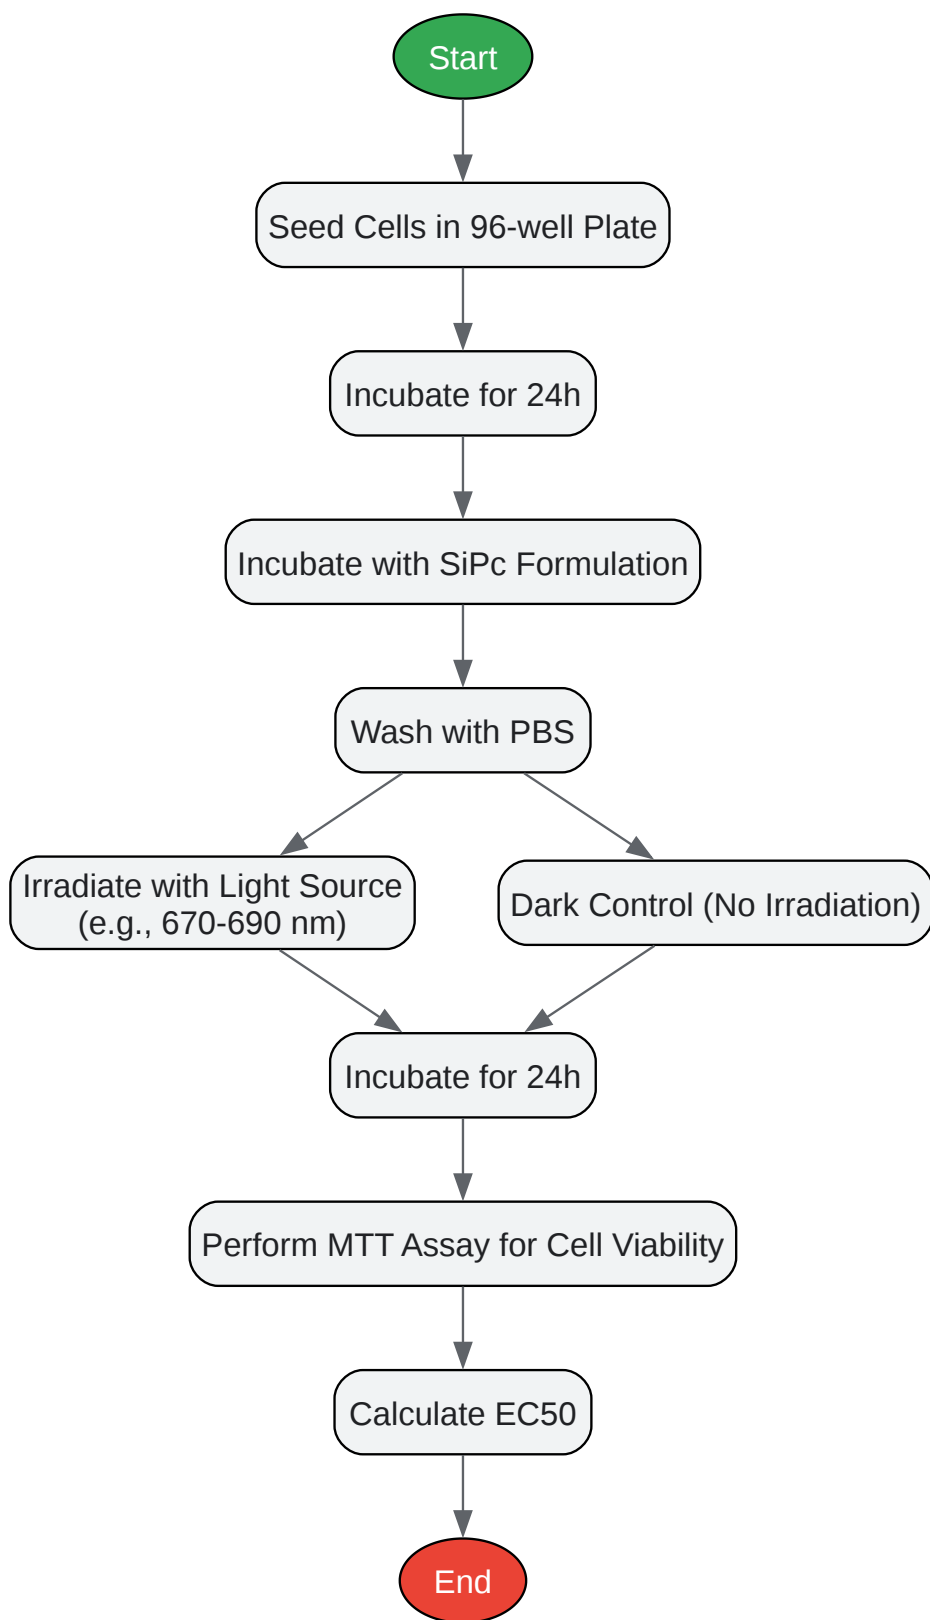 Start
Seed Cells in 96-well Plate
Incubate for 24h
Incubate with SiPc Formulation
Wash with PBS
Irradiate with Light Source
(e.g., 670-690 nm)
Dark Control (No Irradiation)
Incubate for 24h
Perform MTT Assay for Cell Viability
Calculate EC50
End